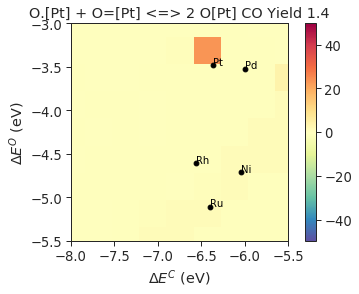 O.[Pt] + O=[Pt] <=> 2 O[Pt] CO Yield 1.4
−3.0
−3.5
−4.0
−4.5
−5.0
−5.5
ΔE^O (eV)
Pt
Pd
Rh
Ni
Ru
−8.0 −7.5 −7.0 −6.5 −6.0 −5.5
ΔE^C (eV)
40
20
0
−20
−40